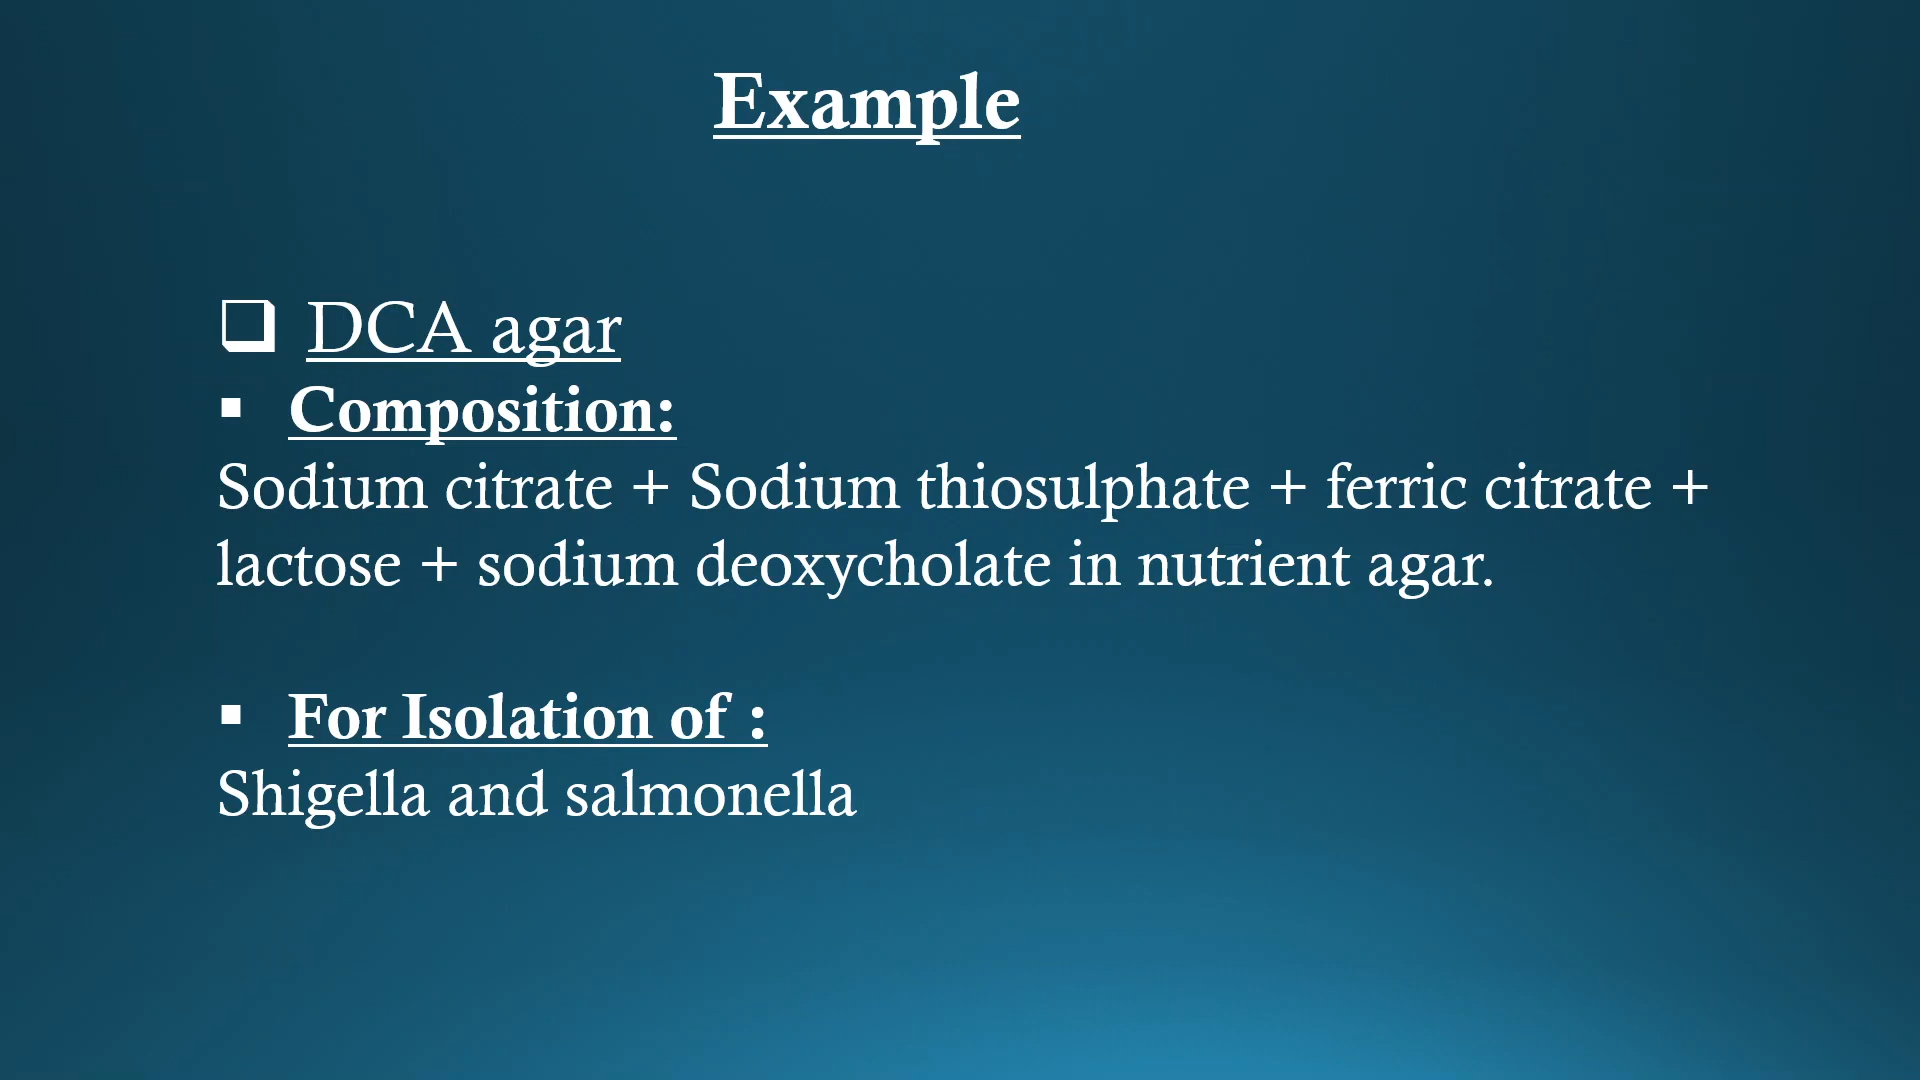 Example
❑ DCA agar
▪ Composition:
Sodium citrate + Sodium thiosulphate + ferric citrate +
lactose + sodium deoxycholate in nutrient agar.
▪ For Isolation of :
Shigella and salmonella